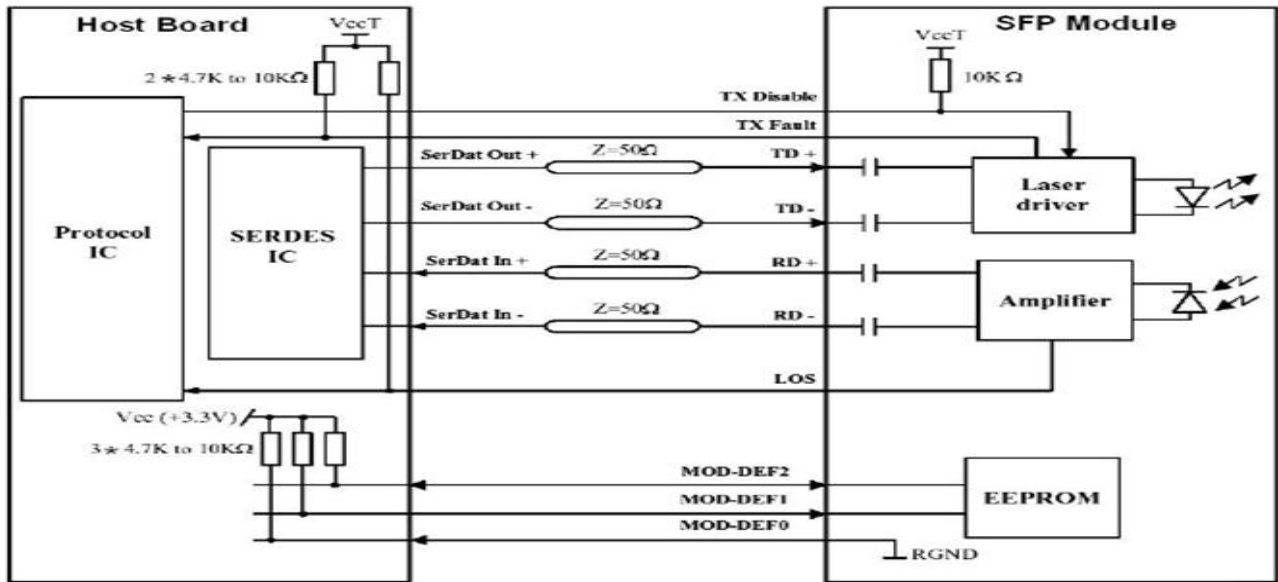 Host Board
SFP Module
VccT
VccT
2*4.7K to 10KΩ
10KΩ
TX Disable
TX Fault
SerDat Out +
Z=50Ω
TD +
SerDat Out -
Z=50Ω
TD -
Laser
driver
Protocol
IC
SERDES
IC
SerDat In +
Z=50Ω
RD +
SerDat In -
Z=50Ω
RD -
Amplifier
LOS
Vcc (+3.3V)
3*4.7K to 10KΩ
MOD-DEF2
MOD-DEF1
MOD-DEF0
EEPROM
RGND